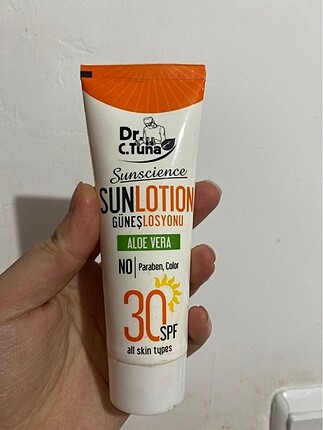 Dr.
C.Tuna
Sunscience
SUNLOTION
GÜNEŞLOSYONU
ALOE VERA
NO | Paraben, Color
30 SPF
all skin types